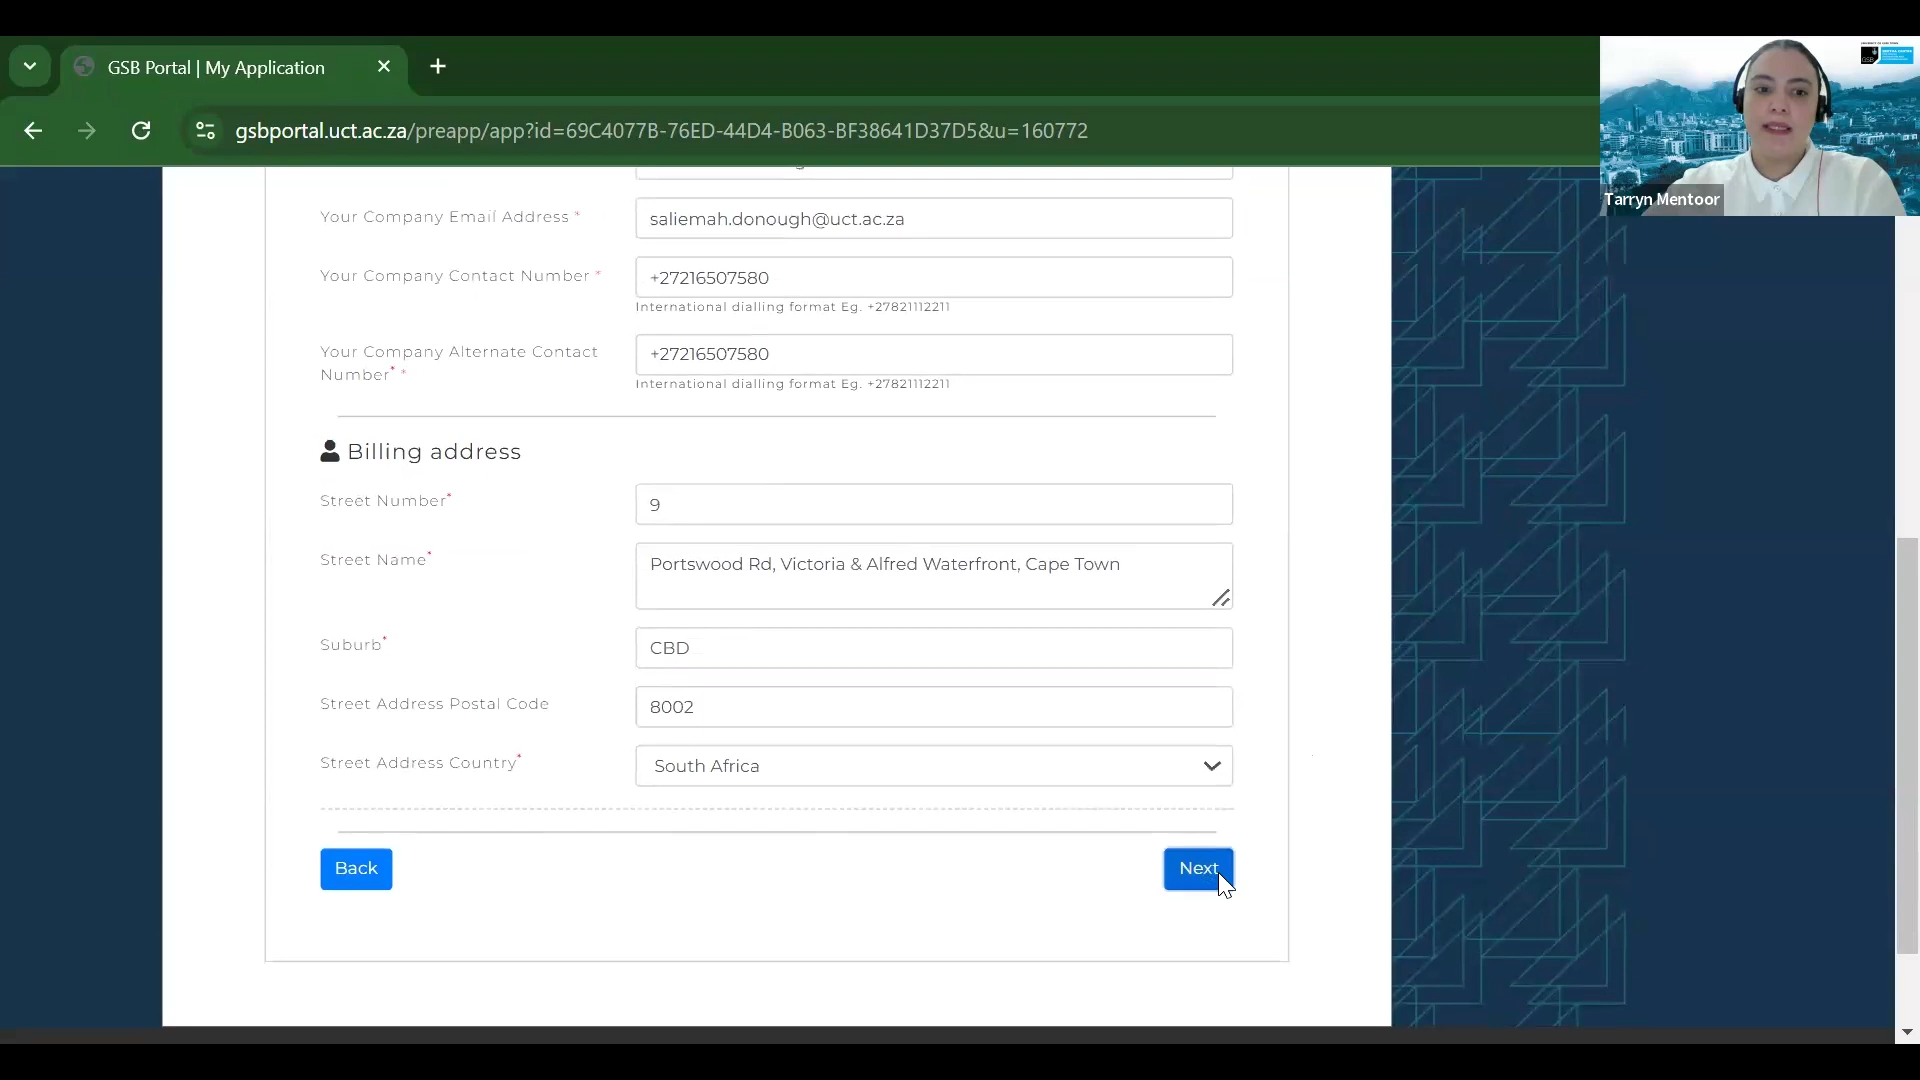 GSB Portal | My Application
gsbportal.uct.ac.za/preapp/app?id=69C4077B-76ED-44D4-B063-BF38641D37D5&u=160772
GSB
Tarryn Mentoor
Your Company Email Address *
saliemah.donough@uct.ac.za
Your Company Contact Number *
+27216507580
International dialling format Eg. +27821112211
Your Company Alternate Contact
Number* *
+27216507580
International dialling format Eg. +27821112211
Billing address
Street Number*
9
Street Name*
Portswood Rd, Victoria & Alfred Waterfront, Cape Town
Suburb*
CBD
Street Address Postal Code
8002
Street Address Country*
South Africa
Back
Next